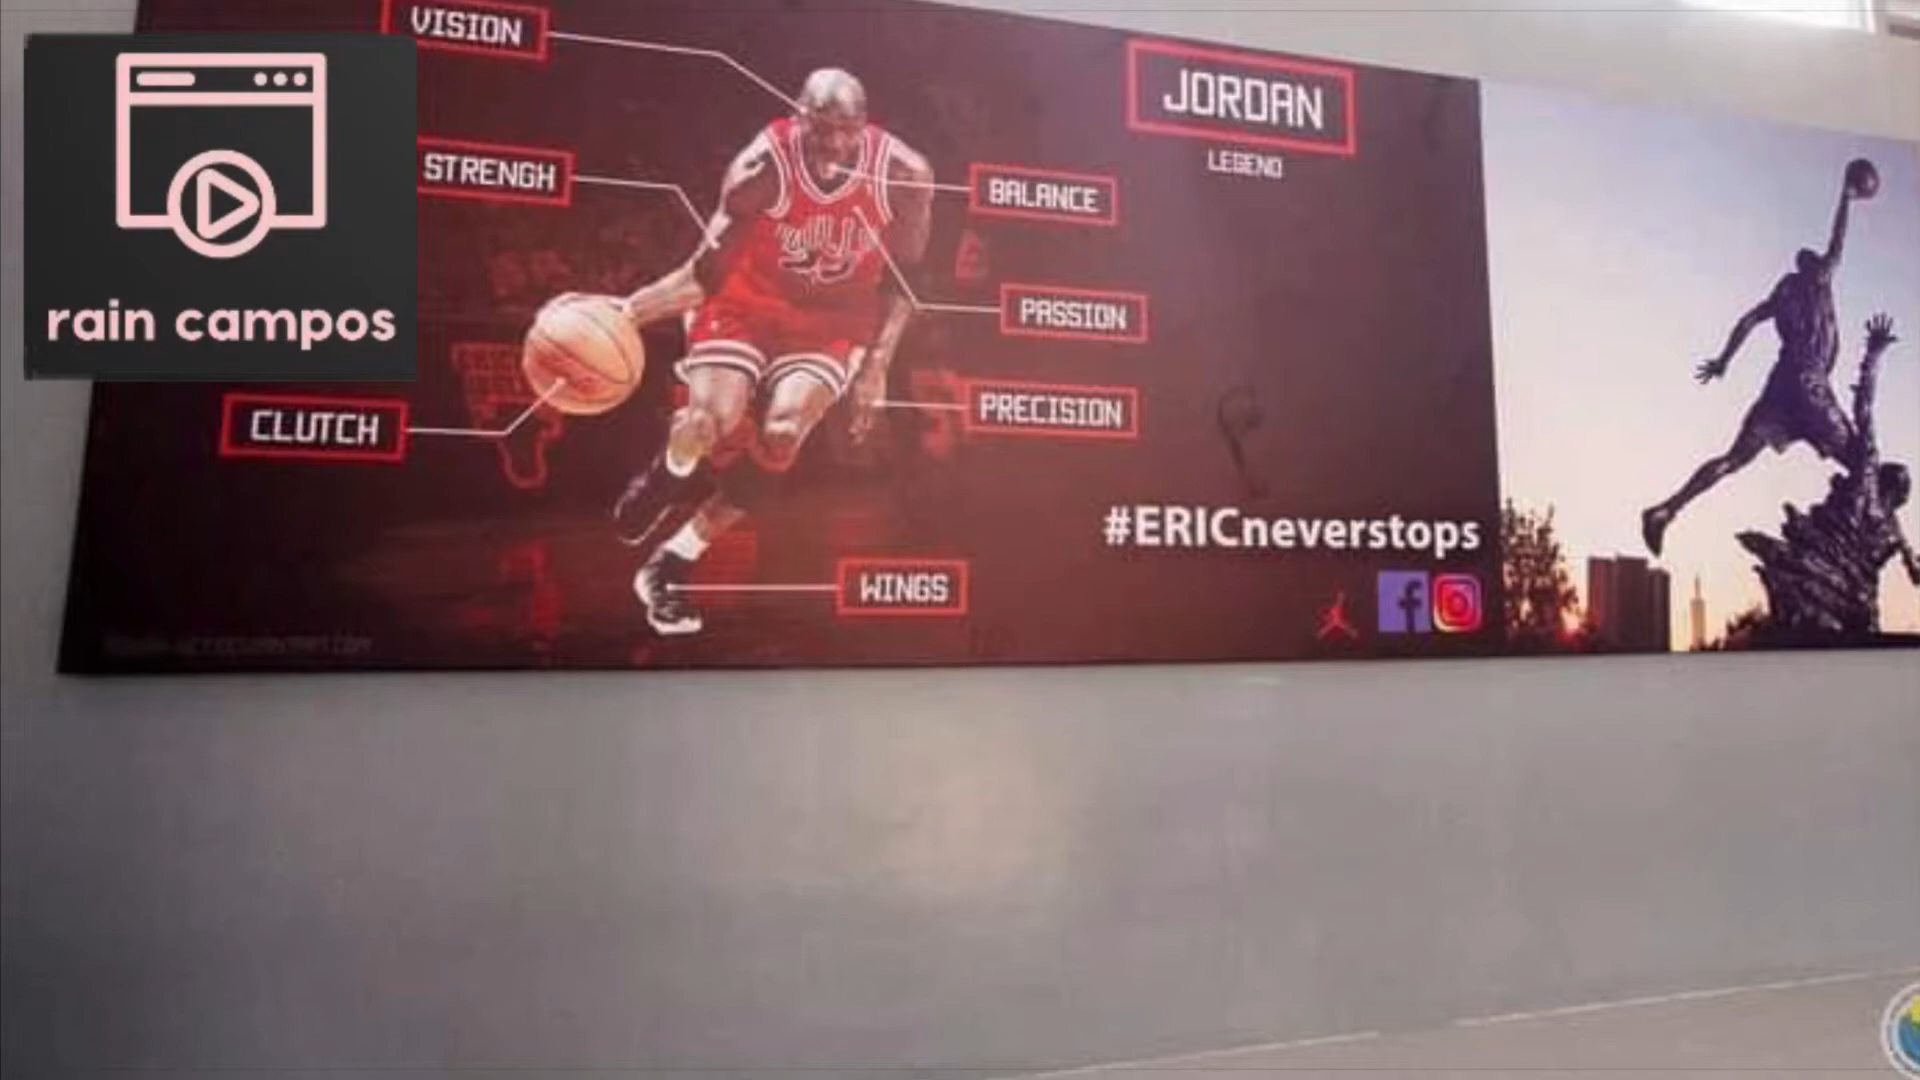 VISION
JORDAN
LEGEND
STRENGH
BALANCE
rain campos
PASSION
CLUTCH
PRECISION
#ERICneverstops
WINGS